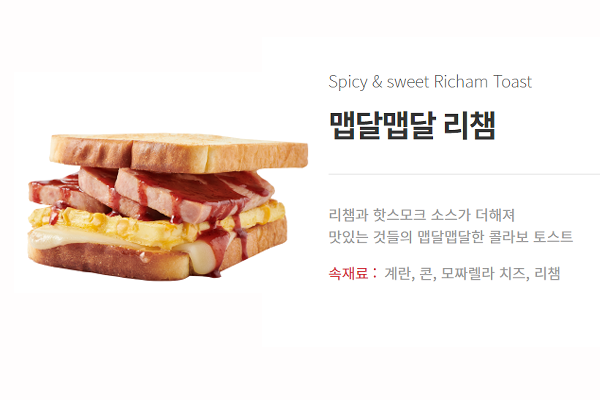 Spicy & sweet Richam Toast
맵달맵달 리챔
리챔과 핫스모크 소스가 더해져
맛있는 것들의 맵달맵달한 콜라보 토스트
속재료 : 계란, 콘, 모짜렐라 치즈, 리챔